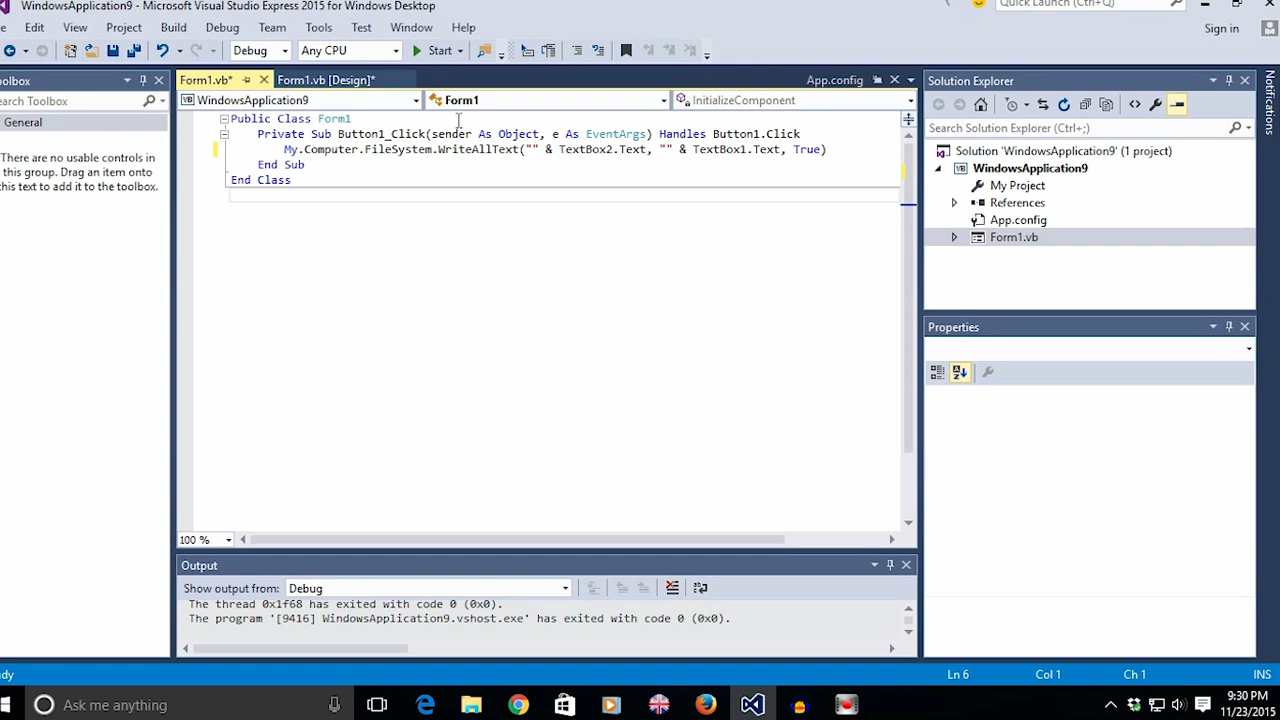 WindowsApplication9 - Microsoft Visual Studio Express 2015 for Windows Desktop
Quick Launch (Ctrl+Q)
Edit View Project Build Debug Team Tools Test Window Help
Sign in
Debug Any CPU Start
Toolbox
Search Toolbox
General
There are no usable controls
in this group. Drag an item onto
this text to add it to the toolbox.
Form1.vb* Form1.vb [Design]* App.config
WindowsApplication9 Form1 InitializeComponent
Public Class Form1
Private Sub Button1_Click(sender As Object, e As EventArgs) Handles Button1.Click
My.Computer.FileSystem.WriteAllText("" & TextBox2.Text, "" & TextBox1.Text, True)
End Sub
End Class
100 %
Output
Show output from: Debug
The thread 0x1f68 has exited with code 0 (0x0).
The program '[9416] WindowsApplication9.vshost.exe' has exited with code 0 (0x0).
Solution Explorer
Search Solution Explorer (Ctrl+;)
Solution 'WindowsApplication9' (1 project)
WindowsApplication9
My Project
References
App.config
Form1.vb
Properties
Notifications
Ln 6 Col 1 Ch 1 INS
Ask me anything
9:30 PM
11/23/2015